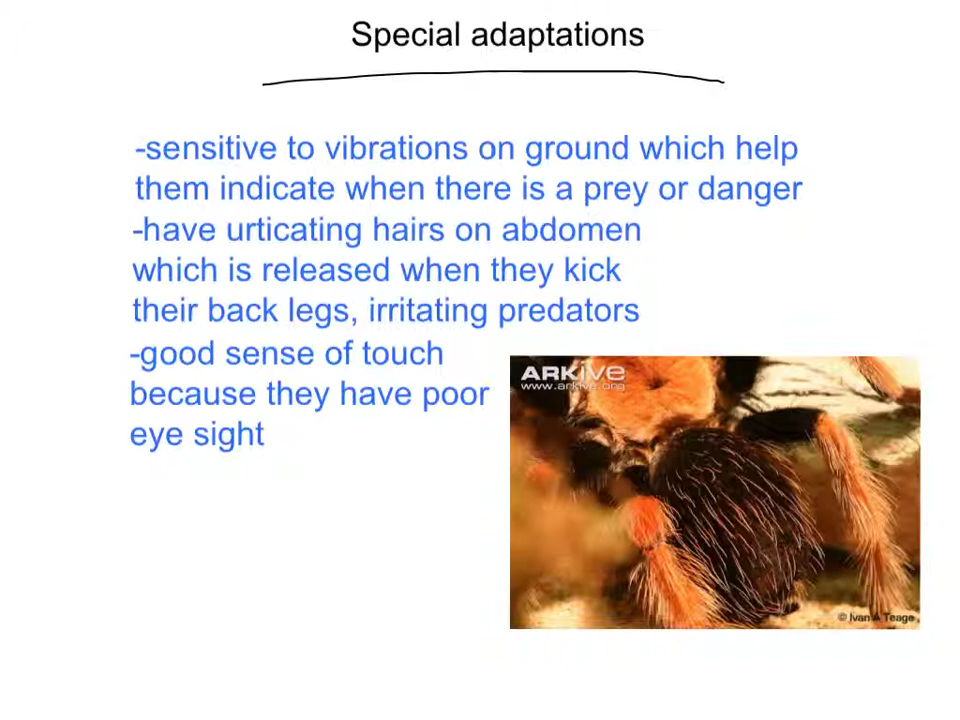 Special adaptations
-sensitive to vibrations on ground which help
them indicate when there is a prey or danger
-have urticating hairs on abdomen
which is released when they kick
their back legs, irritating predators
-good sense of touch
because they have poor
eye sight
ARKive
www.arkive.org
© Ivan A Teage